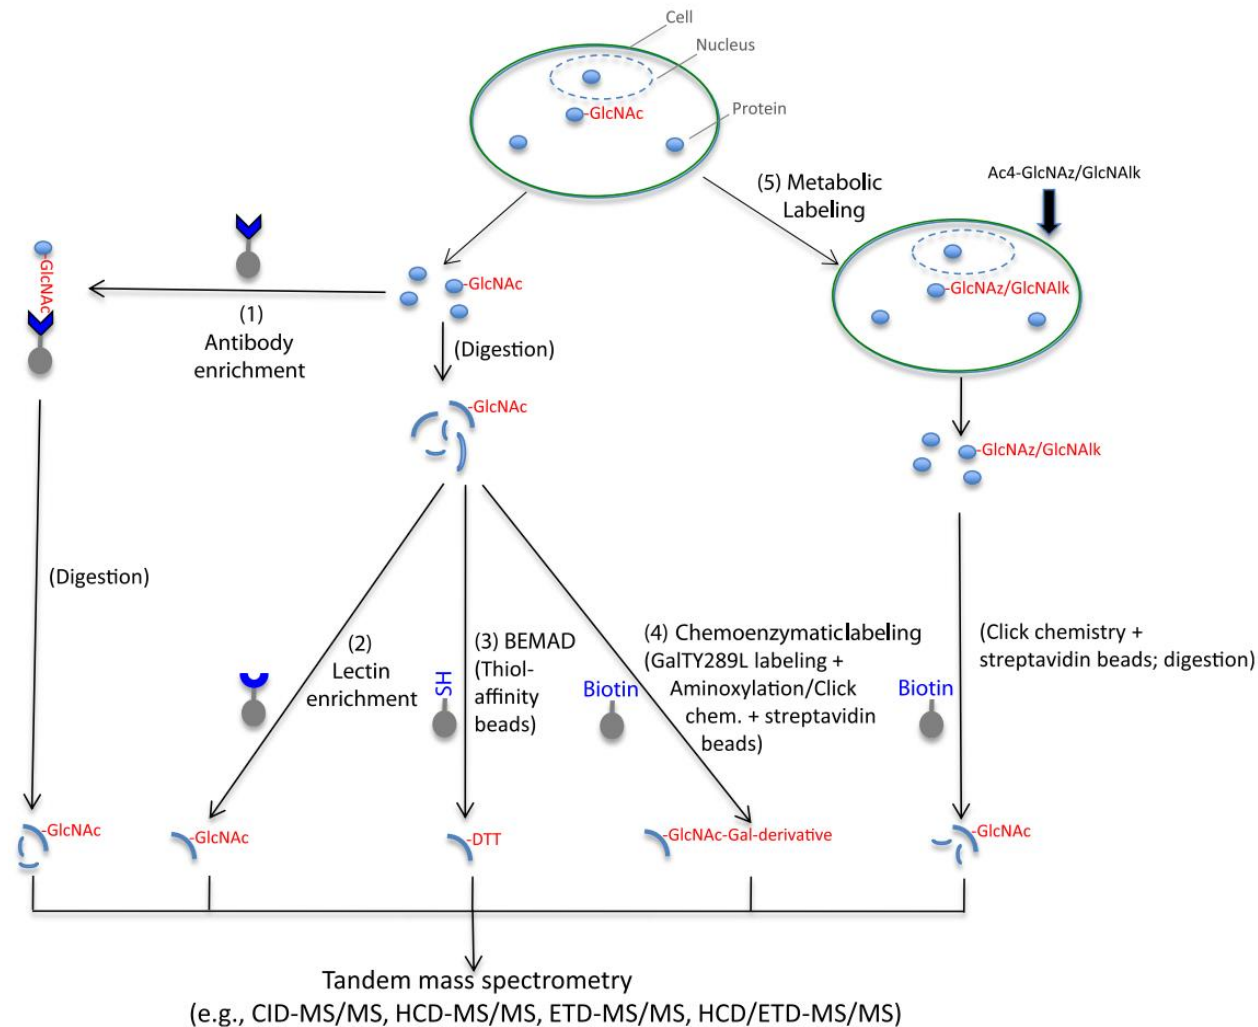 Cell
Nucleus
-GlcNAc
Protein
(5) Metabolic
Labeling
Ac4-GlcNAz/GlcNAlk
-GlcNAz/GlcNAlk
-GlcNAc
-GlcNAc
(1)
Antibody
enrichment
(Digestion)
-GlcNAc
-GlcNAz/GlcNAlk
(Digestion)
(2)
Lectin
enrichment
SH
(3) BEMAD
(Thiol-
affinity
beads)
Biotin
(4) Chemoenzymaticlabeling
(GalTY289L labeling +
Aminoxylation/Click
chem. + streptavidin
beads)
Biotin
(Click chemistry +
streptavidin beads; digestion)
-GlcNAc
-GlcNAc
-DTT
-GlcNAc-Gal-derivative
-GlcNAc
Tandem mass spectrometry
(e.g., CID-MS/MS, HCD-MS/MS, ETD-MS/MS, HCD/ETD-MS/MS)